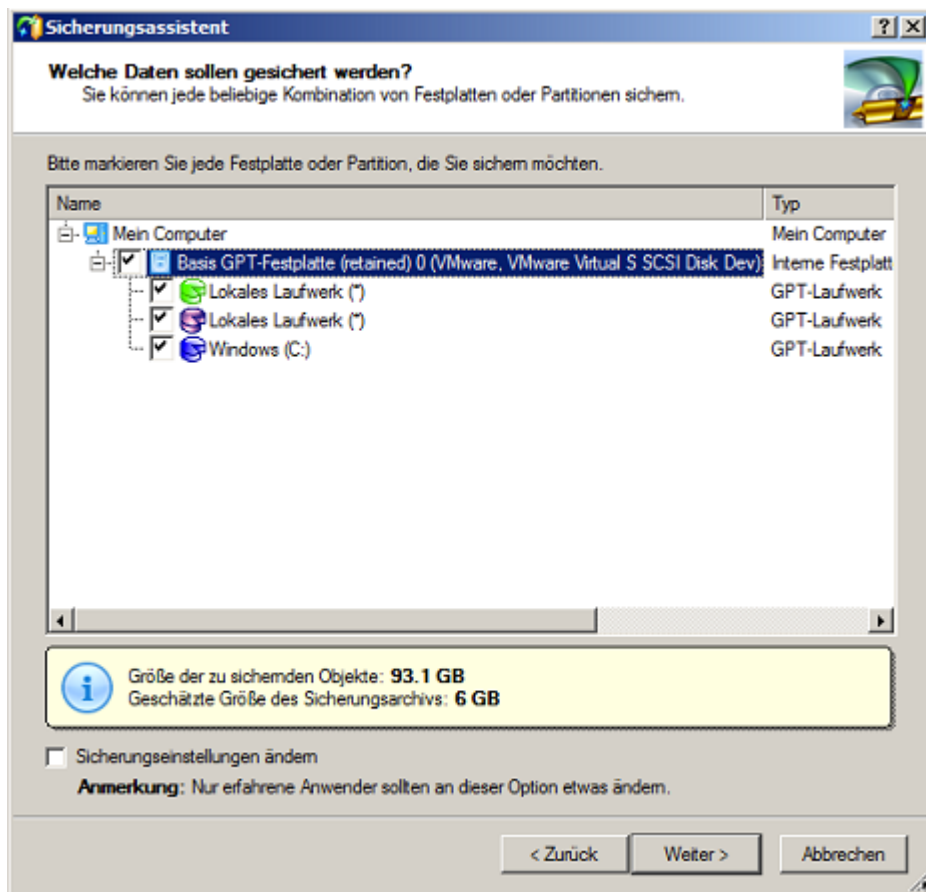 Sicherungsassistent
Welche Daten sollen gesichert werden?
Sie können jede beliebige Kombination von Festplatten oder Partitionen sichern.
Bitte markieren Sie jede Festplatte oder Partition, die Sie sichern möchten.
Name Typ
Mein Computer Mein Computer
Basis GPT-Festplatte (retained) 0 (VMware, VMware Virtual S SCSI Disk Dev) Interne Festplatt
Lokales Laufwerk (*) GPT-Laufwerk
Lokales Laufwerk (*) GPT-Laufwerk
Windows (C:) GPT-Laufwerk
Größe der zu sichernden Objekte: 93.1 GB
Geschätzte Größe des Sicherungsarchivs: 6 GB
Sicherungseinstellungen ändern
Anmerkung: Nur erfahrene Anwender sollten an dieser Option etwas ändern.
< Zurück Weiter > Abbrechen